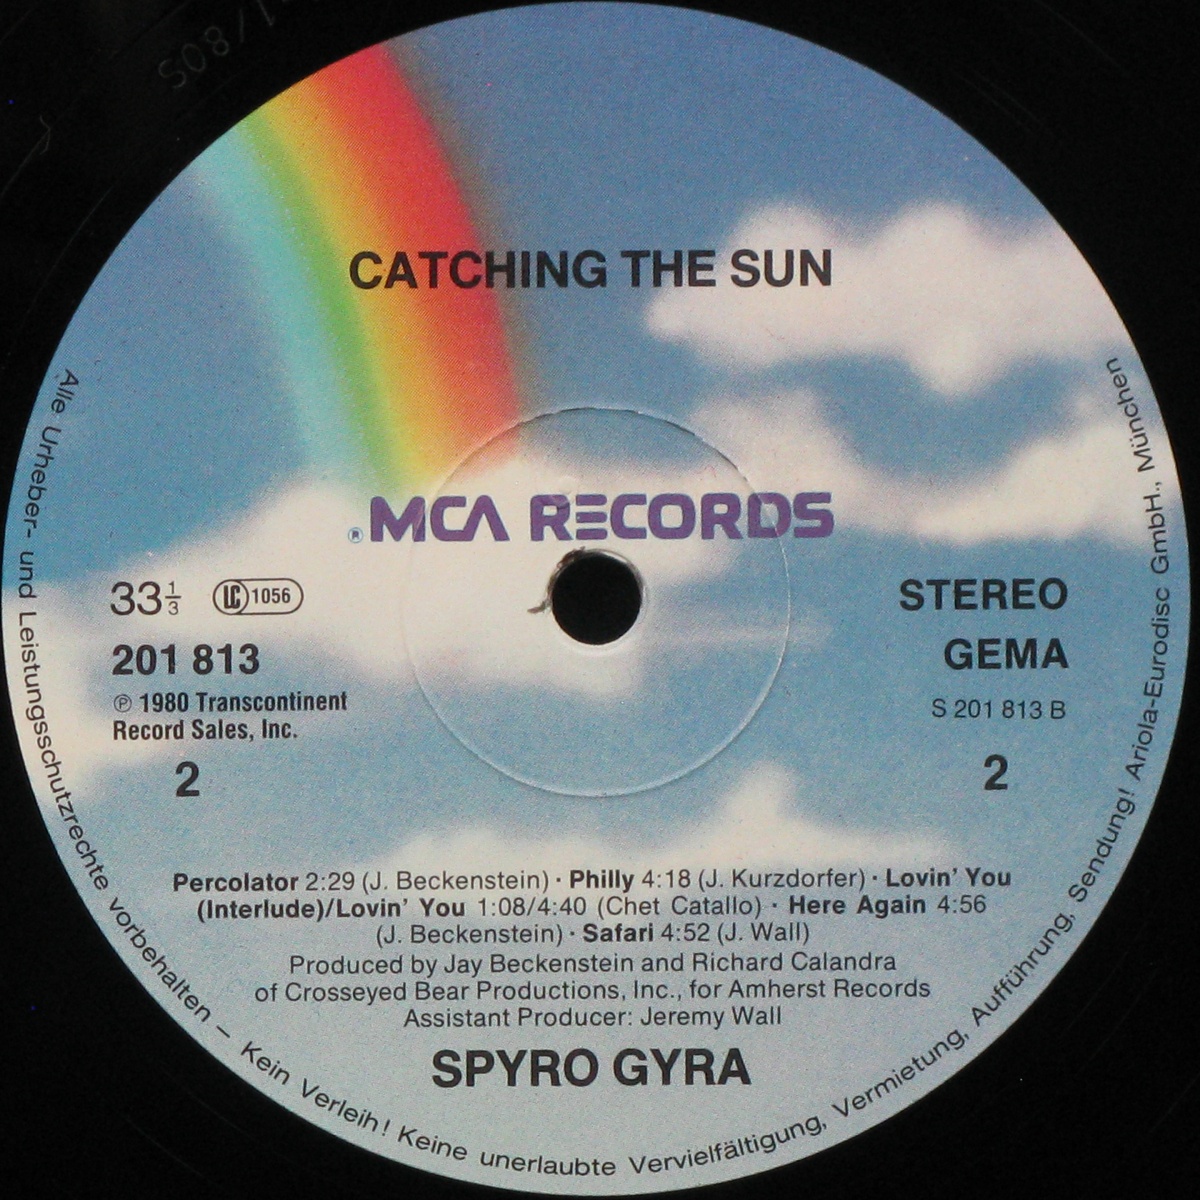 CATCHING THE SUN
® MCA RECORDS
33⅓ LC 1056
201 813
℗ 1980 Transcontinent
Record Sales, Inc.
2
STEREO
GEMA
S 201 813 B
2
Percolator 2:29 (J. Beckenstein) · Philly 4:18 (J. Kurzdorfer) · Lovin' You
(Interlude)/Lovin' You 1:08/4:40 (Chet Catallo) · Here Again 4:56
(J. Beckenstein) · Safari 4:52 (J. Wall)
Produced by Jay Beckenstein and Richard Calandra
of Crosseyed Bear Productions, Inc., for Amherst Records
Assistant Producer: Jeremy Wall
SPYRO GYRA
Alle Urheber- und Leistungsschutzrechte vorbehalten – Kein Verleih! Keine unerlaubte Vervielfältigung, Vermietung, Aufführung, Sendung! Ariola-Eurodisc GmbH., München